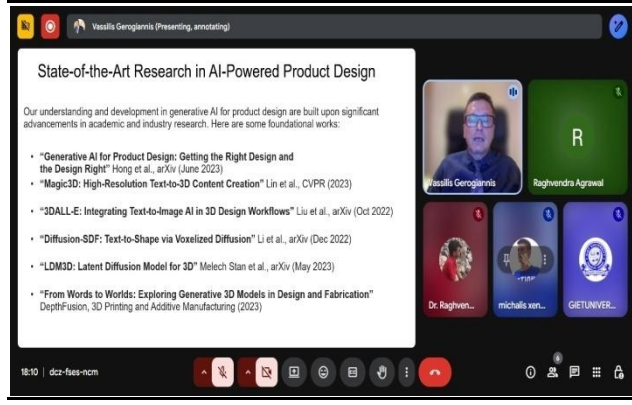 Vassilis Gerogiannis (Presenting, annotating)
State-of-the-Art Research in AI-Powered Product Design
Our understanding and development in generative AI for product design are built upon significant
advancements in academic and industry research. Here are some foundational works:
• "Generative AI for Product Design: Getting the Right Design and
the Design Right" Hong et al., arXiv (June 2023)
• "Magic3D: High-Resolution Text-to-3D Content Creation" Lin et al., CVPR (2023)
• "3DALL-E: Integrating Text-to-Image AI in 3D Design Workflows" Liu et al., arXiv (Oct 2022)
• "Diffusion-SDF: Text-to-Shape via Voxelized Diffusion" Li et al., arXiv (Dec 2022)
• "LDM3D: Latent Diffusion Model for 3D" Melech Stan et al., arXiv (May 2023)
• "From Words to Worlds: Exploring Generative 3D Models in Design and Fabrication"
DepthFusion, 3D Printing and Additive Manufacturing (2023)
Vassilis Gerogiannis
R
Raghvendra Agrawal
Dr. Raghven...
michalis xen...
GIETUNIVER...
18:10 | dcz-fses-ncm
6